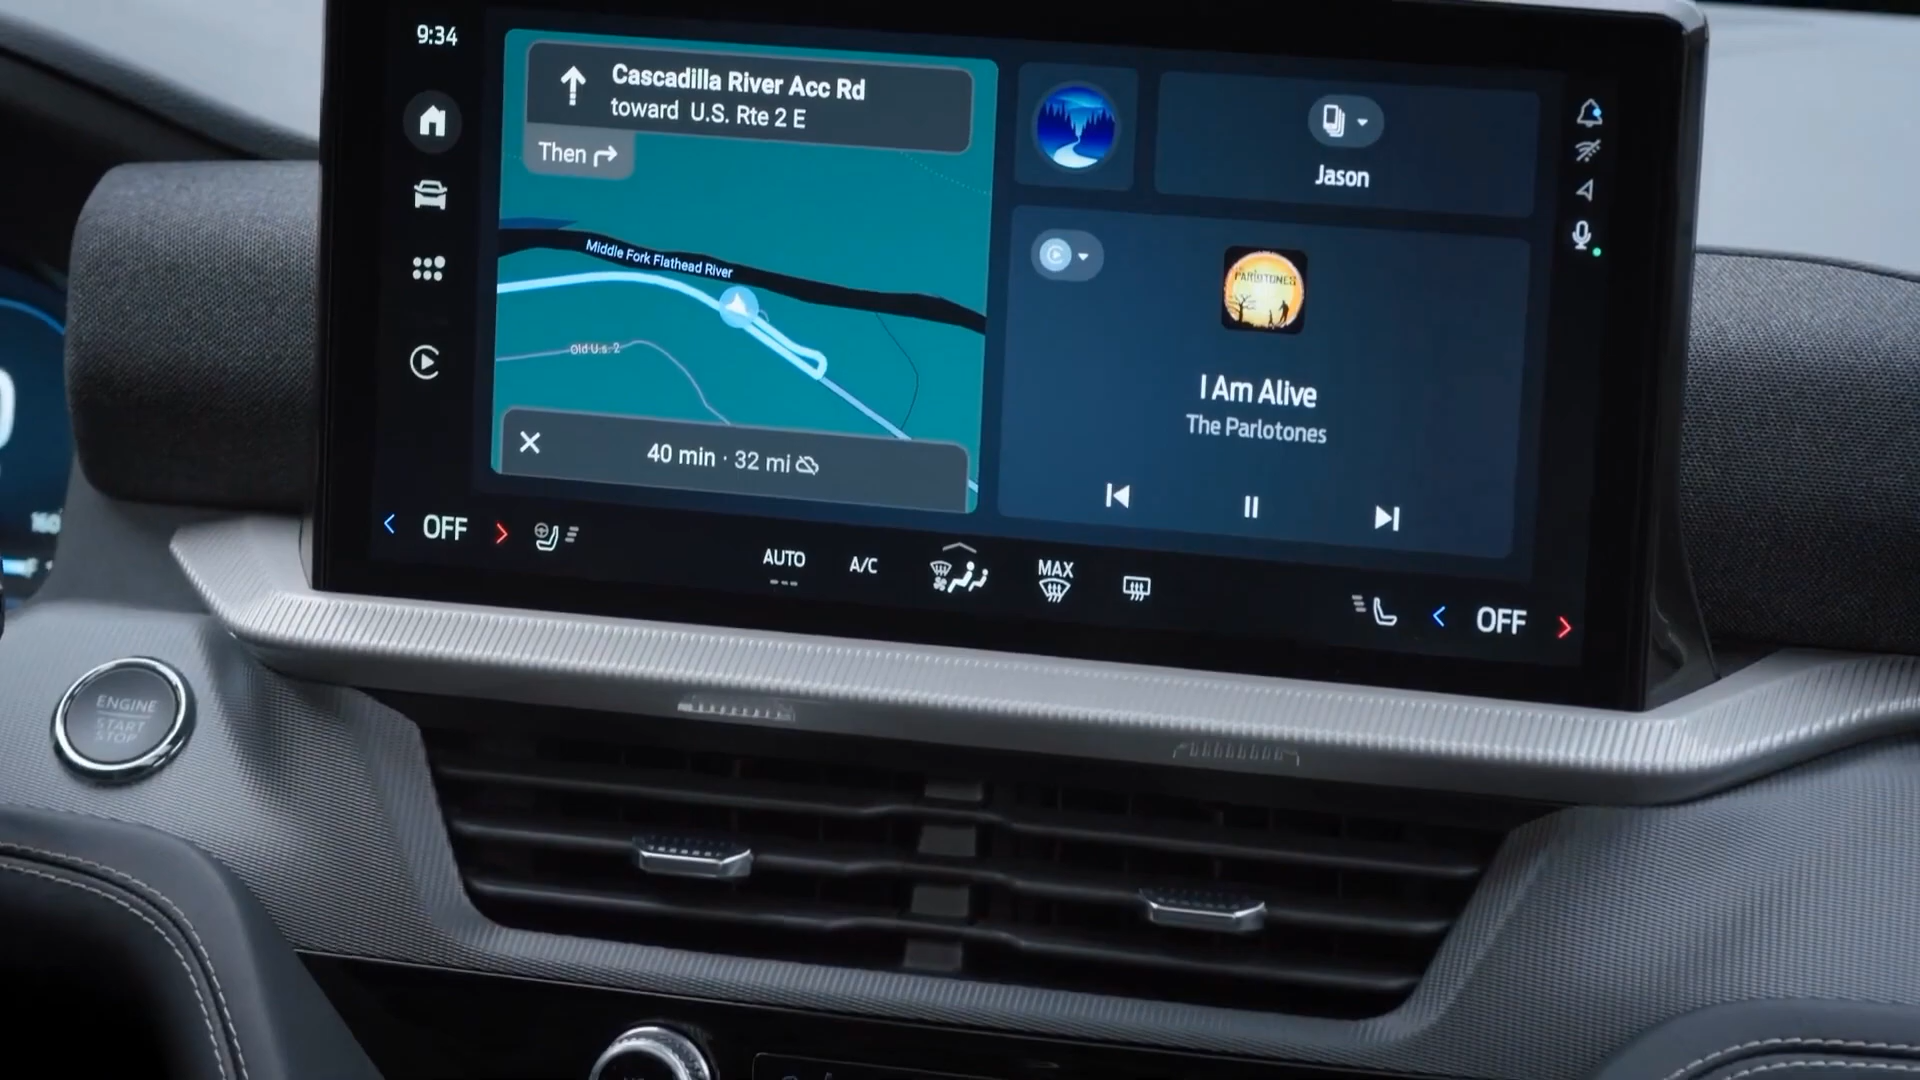 9:34
Cascadilla River Acc Rd
toward U.S. Rte 2 E
Then
Jason
Middle Fork Flathead River
Old U.s. 2
PARLOTONES
I Am Alive
The Parlotones
40 min · 32 mi
OFF
AUTO
A/C
MAX
OFF
ENGINE
START
STOP